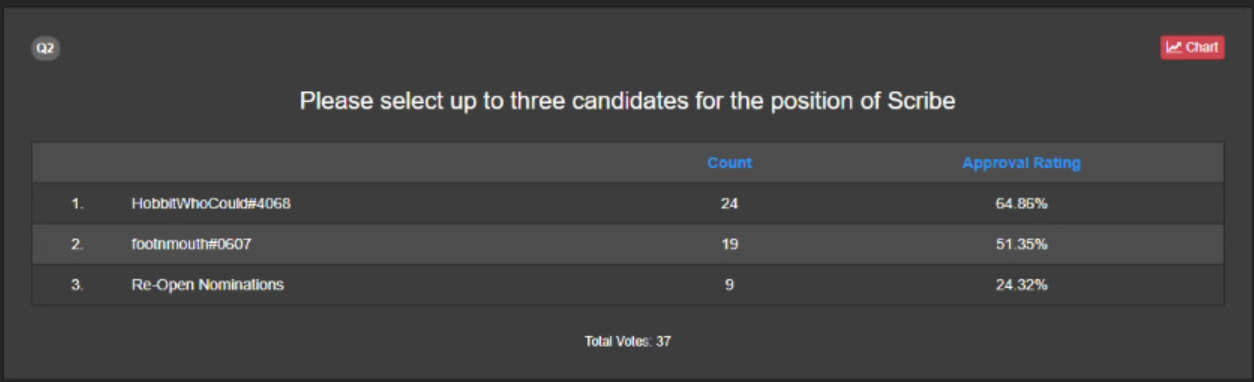 Q2
Chart
Please select up to three candidates for the position of Scribe
Count Approval Rating
1. HobbitWhoCould#4068 24 64.86%
2. footnmouth#0607 19 51.35%
3. Re-Open Nominations 9 24.32%
Total Votes: 37